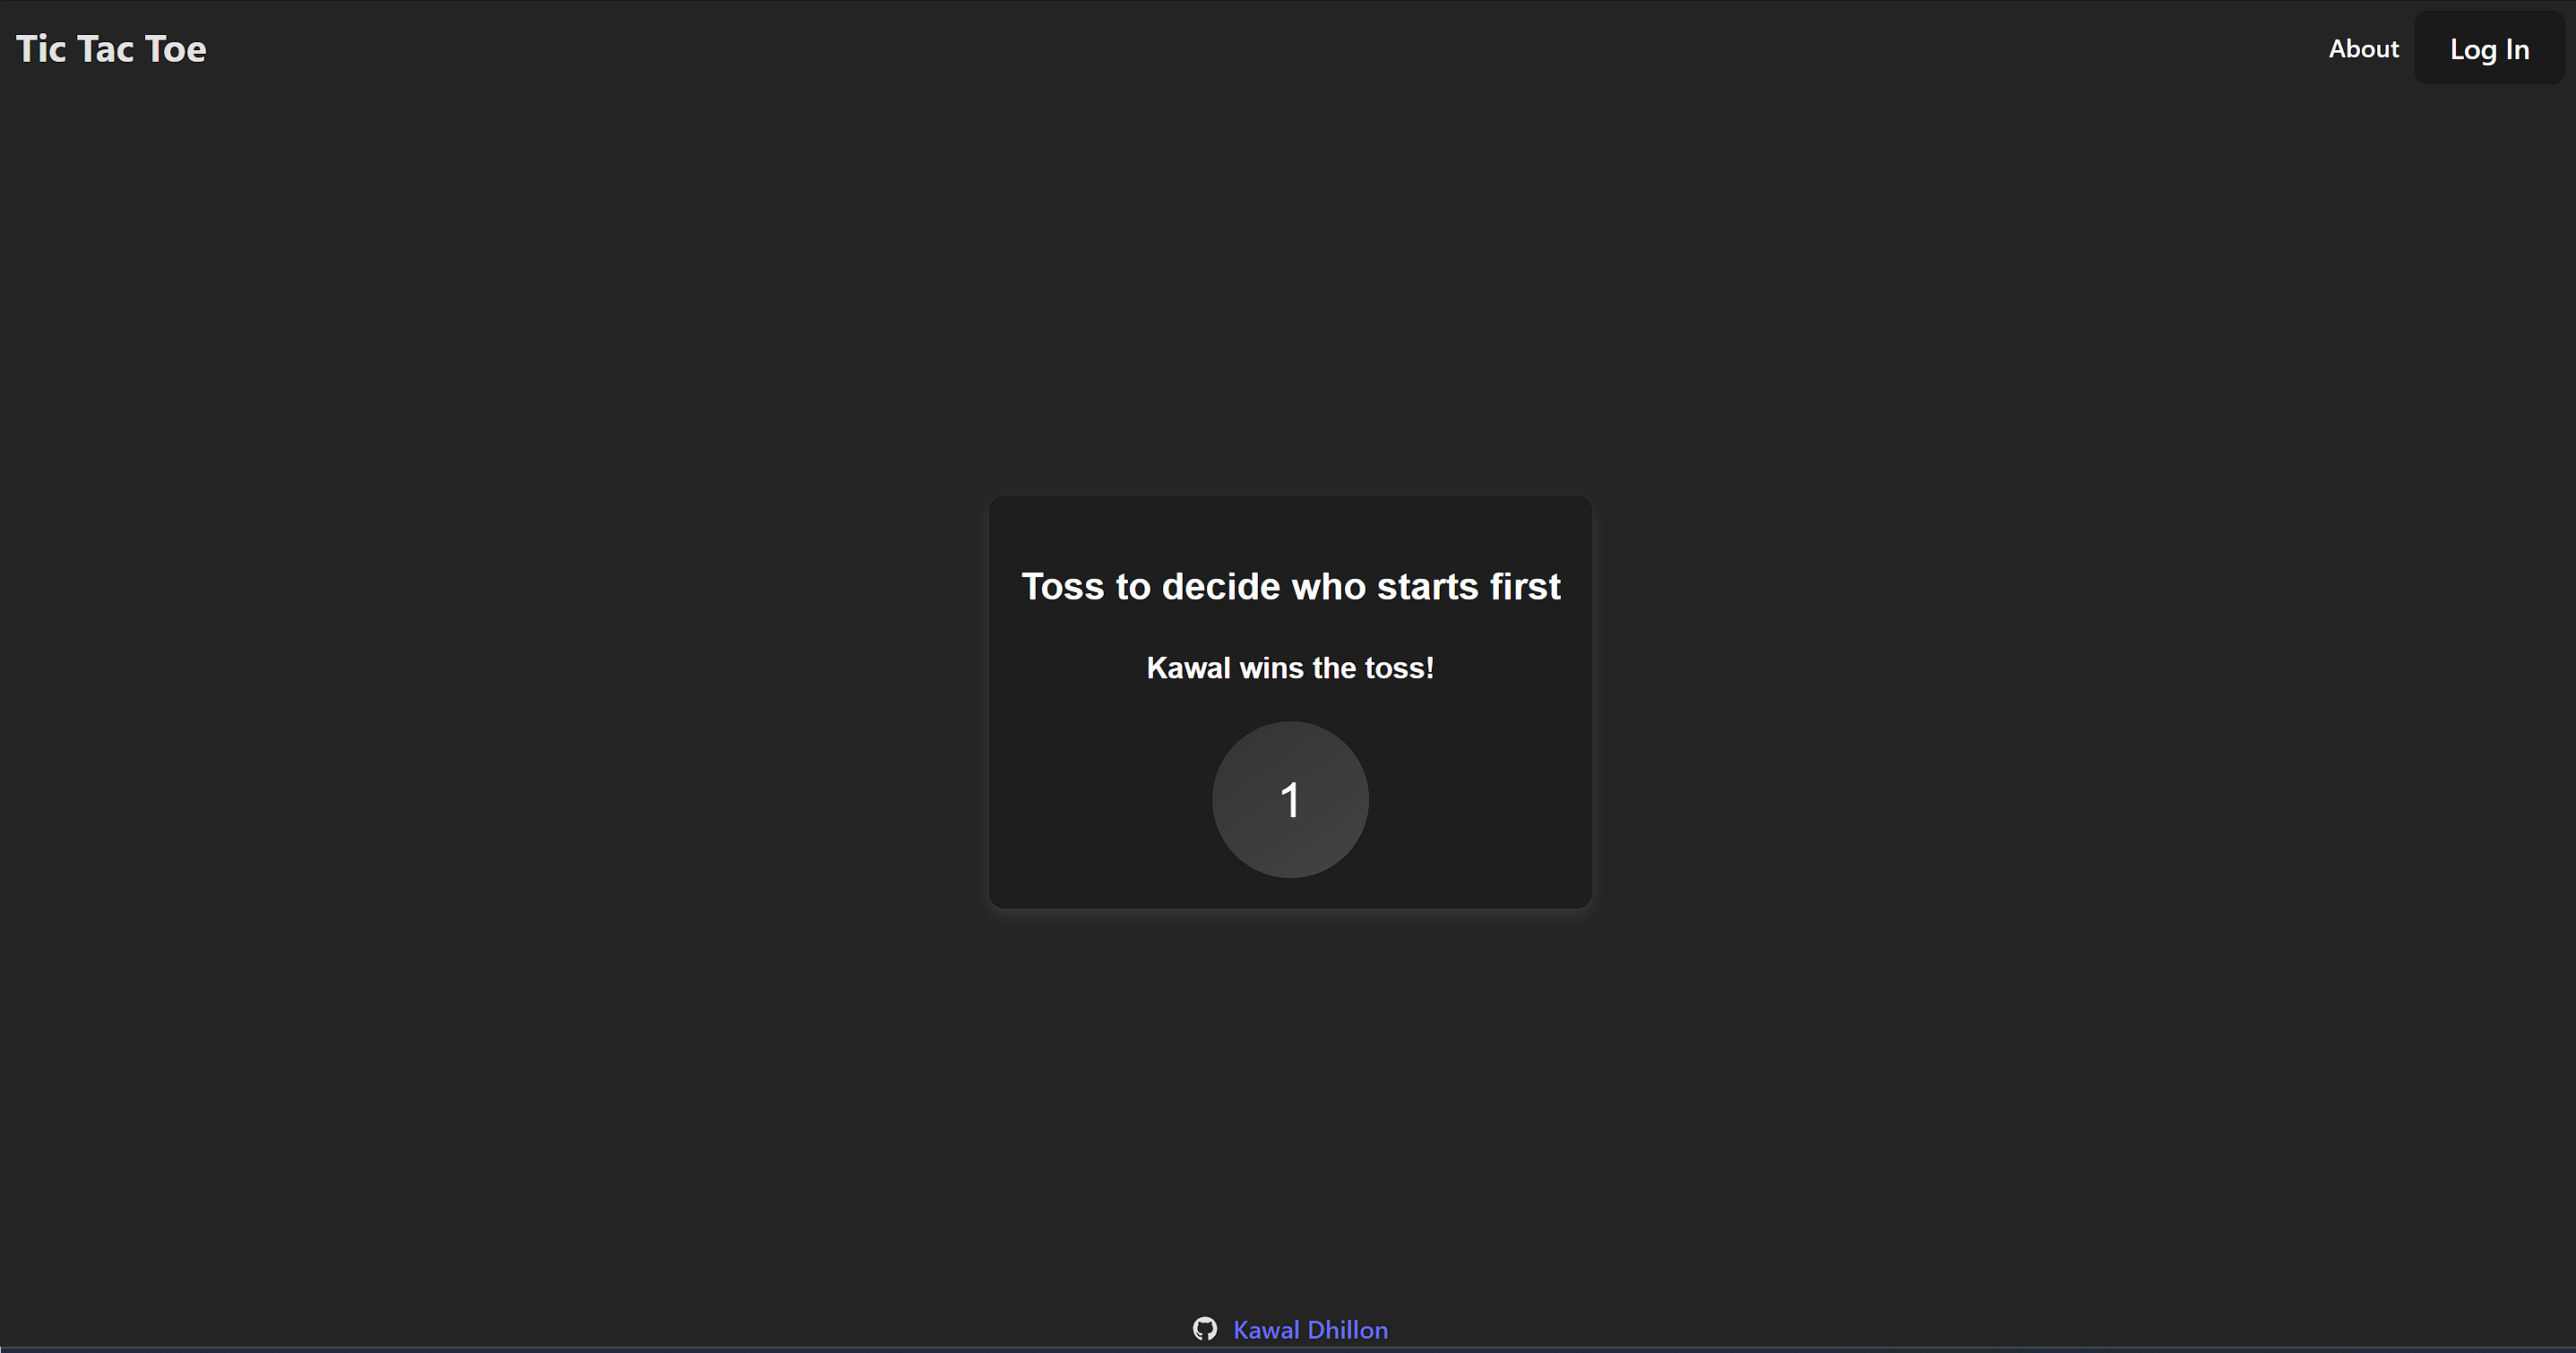 Tic Tac Toe
About
Log In
Toss to decide who starts first
Kawal wins the toss!
1
Kawal Dhillon